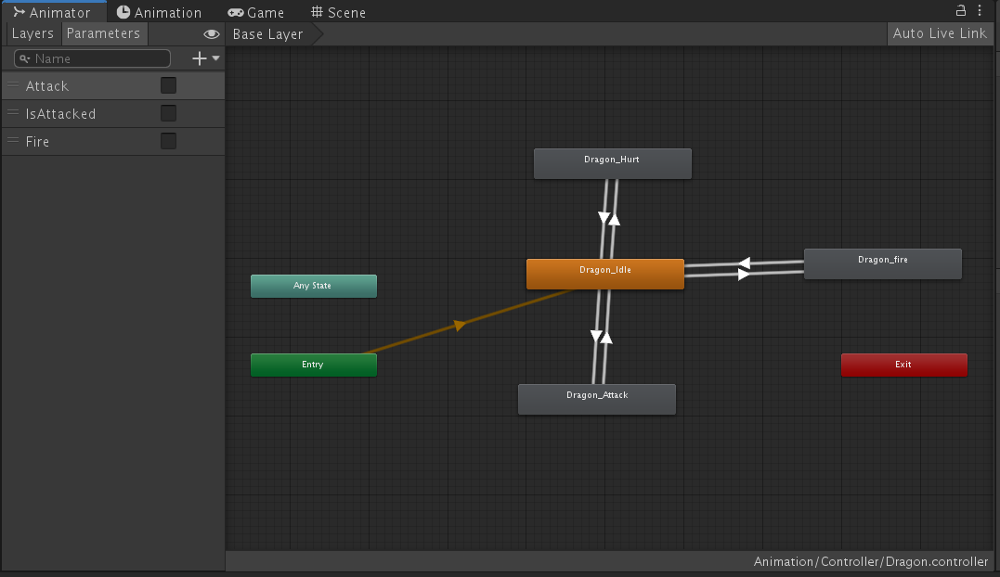 Animator
Animation
Game
Scene
Layers
Parameters
Base Layer
Auto Live Link
Name
Attack
IsAttacked
Fire
Dragon_Hurt
Dragon_fire
Dragon_Idle
Any State
Entry
Exit
Dragon_Attack
Animation/Controller/Dragon.controller